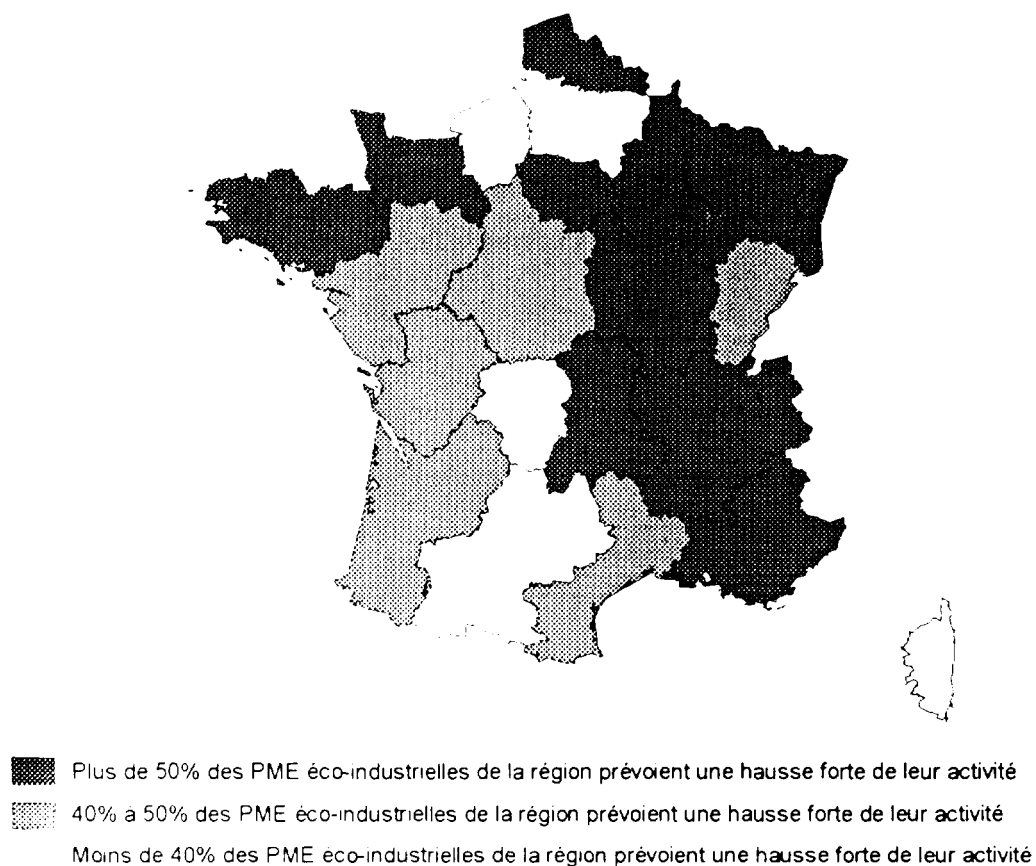 Plus de 50% des PME éco-industrielles de la région prévoient une hausse forte de leur activité
40% à 50% des PME éco-industrielles de la région prévoient une hausse forte de leur activité
Moins de 40% des PME éco-industrielles de la région prévoient une hausse forte de leur activité